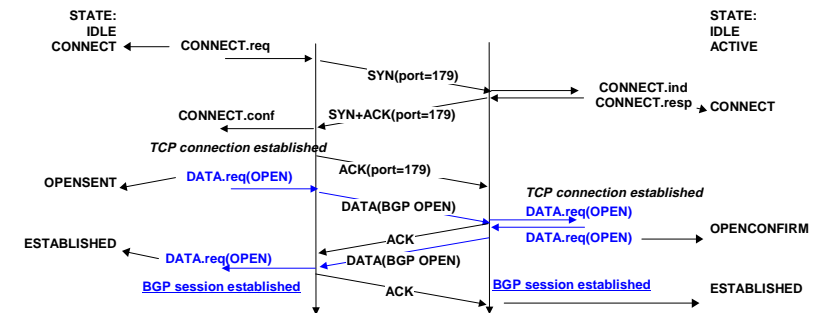 STATE:
IDLE
CONNECT
CONNECT.req
STATE:
IDLE
ACTIVE
SYN(port=179)
CONNECT.ind
CONNECT.resp
CONNECT
CONNECT.conf
SYN+ACK(port=179)
TCP connection established
ACK(port=179)
OPENSENT
DATA.req(OPEN)
TCP connection established
DATA(BGP OPEN)
DATA.req(OPEN)
OPENCONFIRM
ACK
DATA.req(OPEN)
ESTABLISHED
DATA.req(OPEN)
DATA(BGP OPEN)
BGP session established
BGP session established
ESTABLISHED
ACK